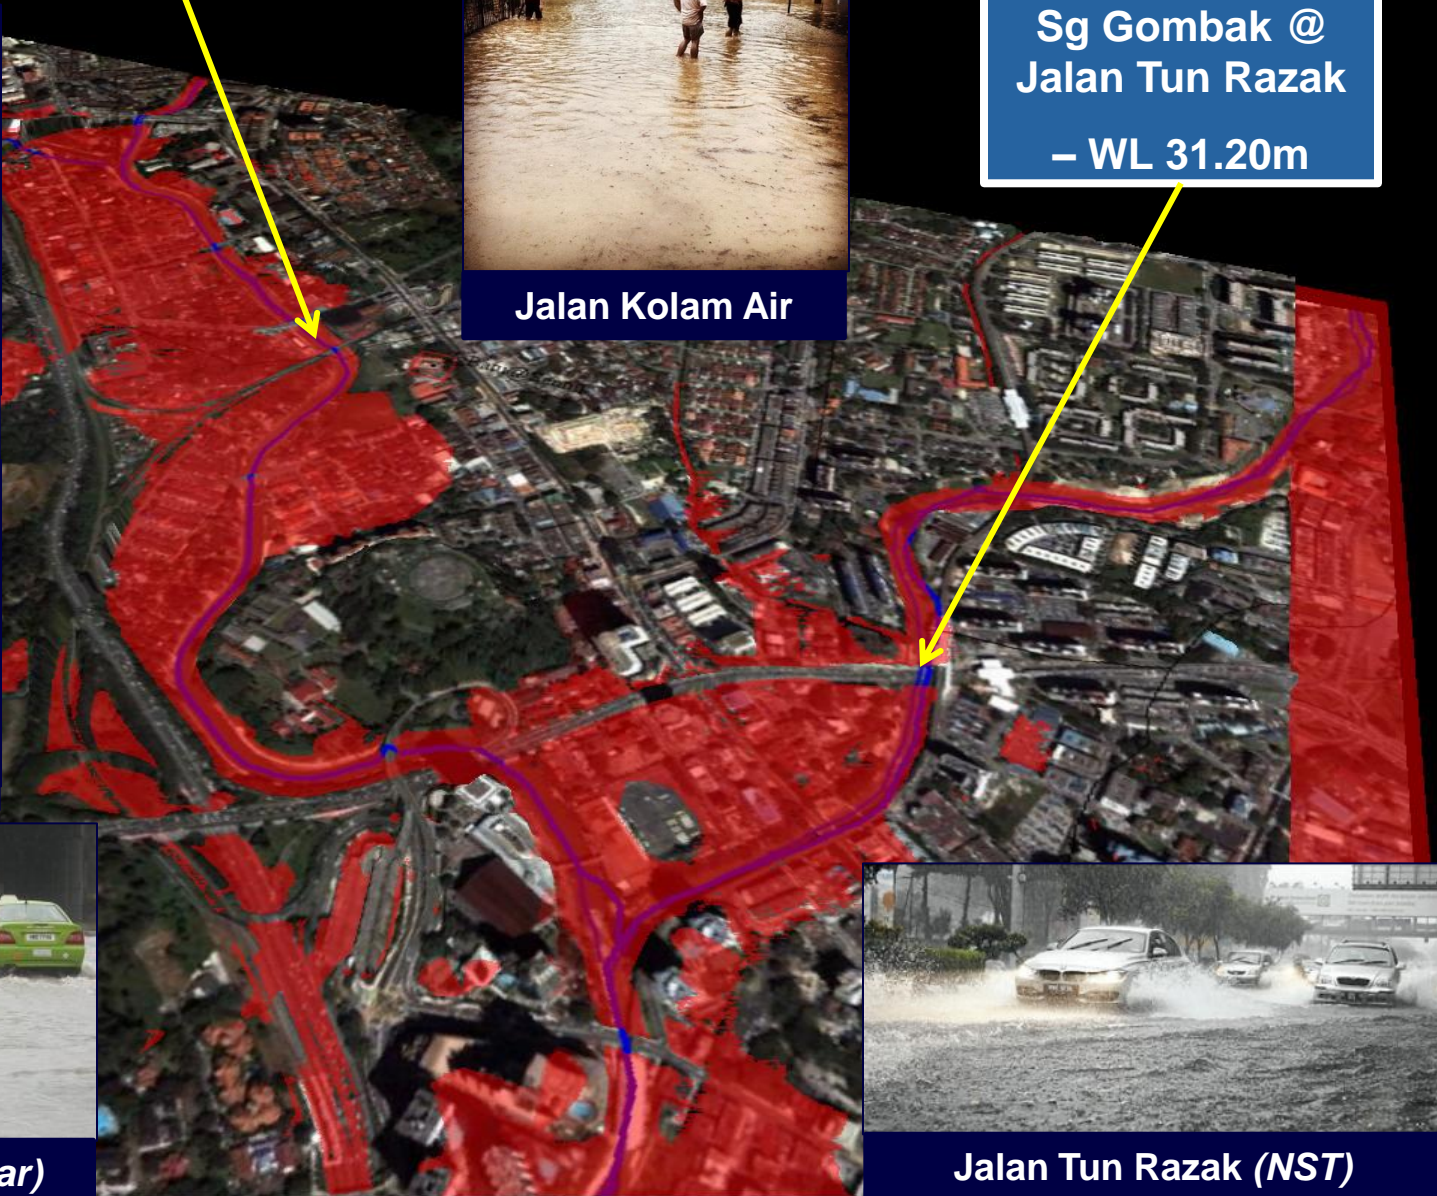 Sg Gombak @
Jalan Tun Razak
– WL 31.20m
Jalan Kolam Air
ar)
Jalan Tun Razak (NST)